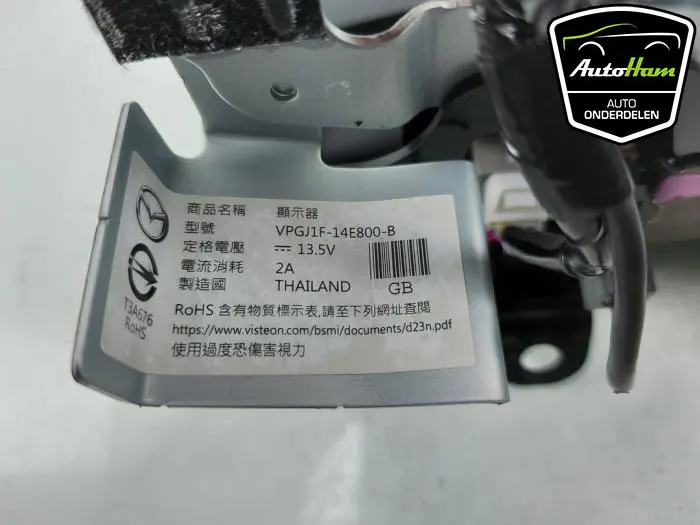 AutoHam
AUTO
ONDERDELEN
商品名稱 顯示器
型號 VPGJ1F-14E800-B
定格電壓 ⎓ 13.5V
電流消耗 2A
製造國 THAILAND GB
T3A676
RoHS
RoHS 含有物質標示表,請至下列網址查閱
https://www.visteon.com/bsmi/documents/d23n.pdf
使用過度恐傷害視力